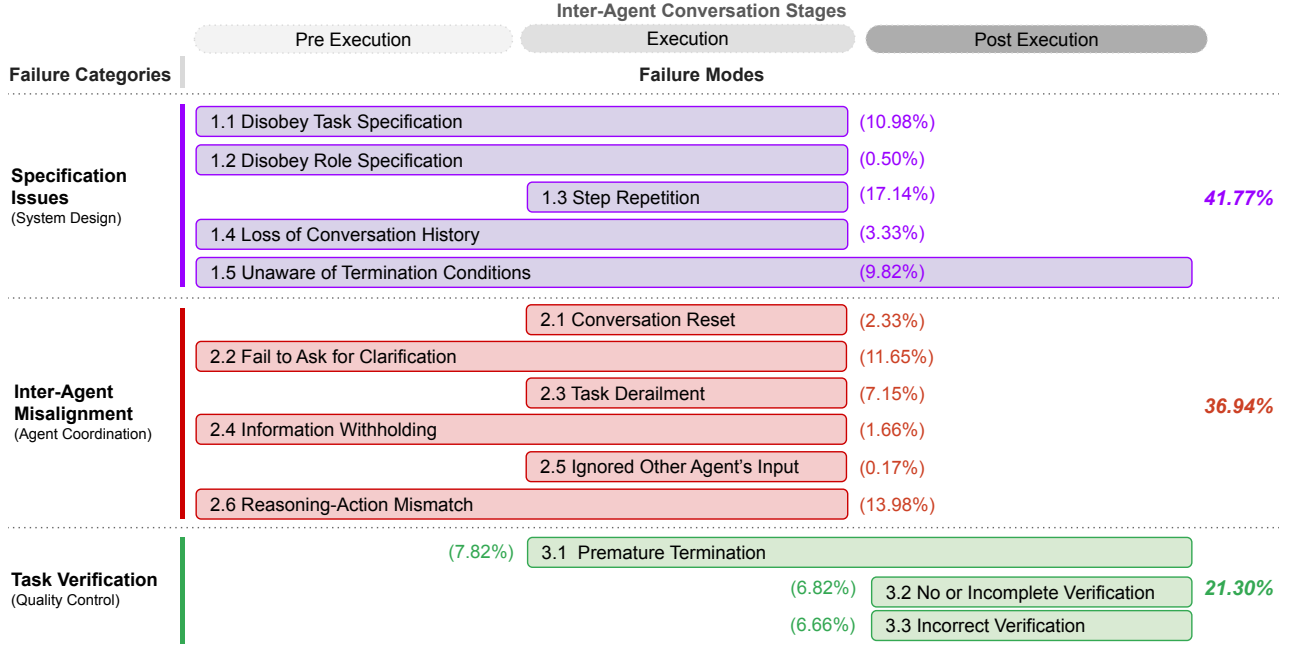 Inter-Agent Conversation Stages
Pre Execution
Execution
Post Execution
Failure Categories
Failure Modes
Specification
Issues
(System Design)
1.1 Disobey Task Specification
(10.98%)
1.2 Disobey Role Specification
(0.50%)
1.3 Step Repetition
(17.14%)
1.4 Loss of Conversation History
(3.33%)
1.5 Unaware of Termination Conditions
(9.82%)
41.77%
Inter-Agent
Misalignment
(Agent Coordination)
2.1 Conversation Reset
(2.33%)
2.2 Fail to Ask for Clarification
(11.65%)
2.3 Task Derailment
(7.15%)
2.4 Information Withholding
(1.66%)
2.5 Ignored Other Agent's Input
(0.17%)
2.6 Reasoning-Action Mismatch
(13.98%)
36.94%
Task Verification
(Quality Control)
(7.82%)
3.1 Premature Termination
(6.82%)
3.2 No or Incomplete Verification
(6.66%)
3.3 Incorrect Verification
21.30%